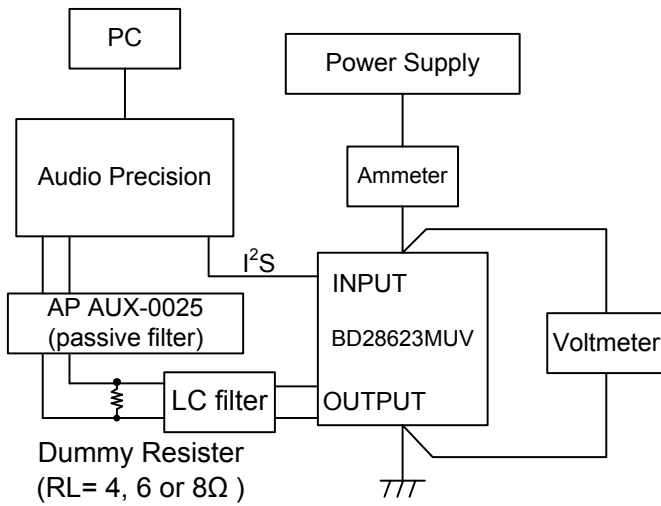 PC
Power Supply
Audio Precision
Ammeter
I²S
INPUT
AP AUX-0025
(passive filter)
BD28623MUV
Voltmeter
LC filter
OUTPUT
Dummy Resister
(RL= 4, 6 or 8Ω )